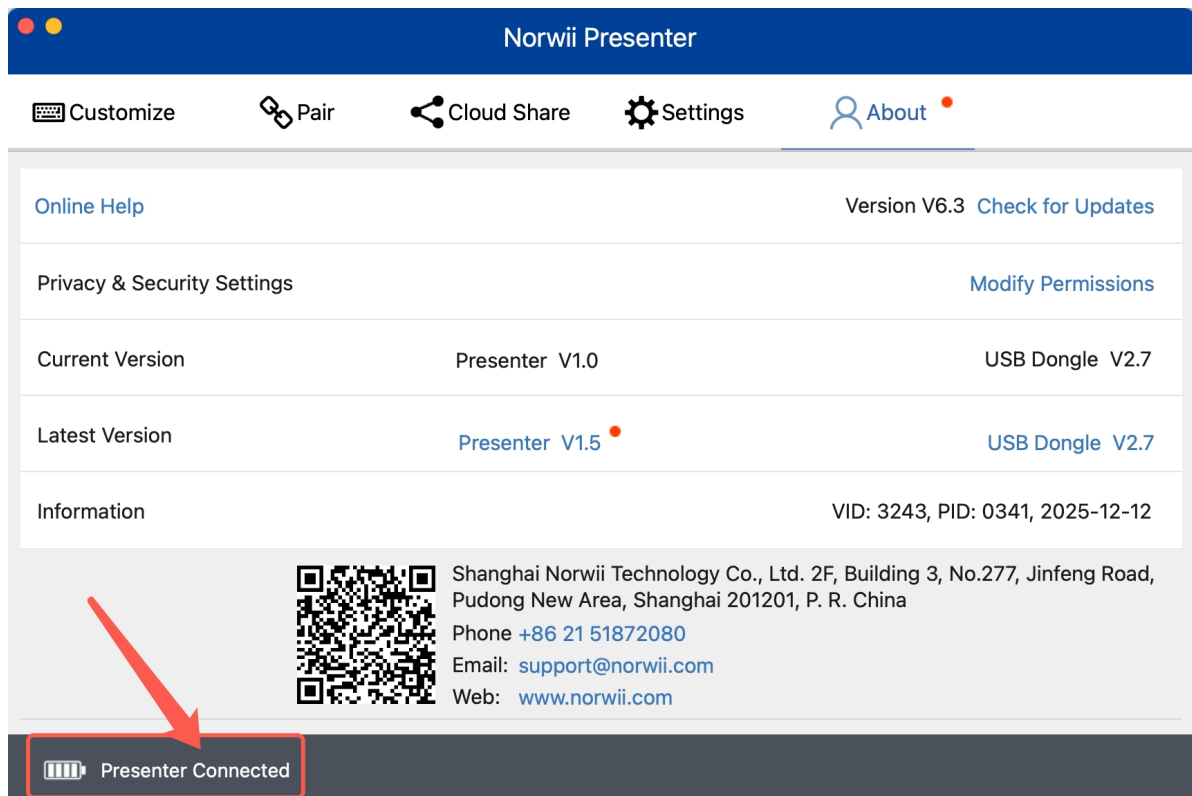 Norwii Presenter
Customize Pair Cloud Share Settings About
Online Help Version V6.3 Check for Updates
Privacy & Security Settings Modify Permissions
Current Version Presenter V1.0 USB Dongle V2.7
Latest Version Presenter V1.5 USB Dongle V2.7
Information VID: 3243, PID: 0341, 2025-12-12
Shanghai Norwii Technology Co., Ltd. 2F, Building 3, No.277, Jinfeng Road,
Pudong New Area, Shanghai 201201, P. R. China
Phone +86 21 51872080
Email: support@norwii.com
Web: www.norwii.com
Presenter Connected